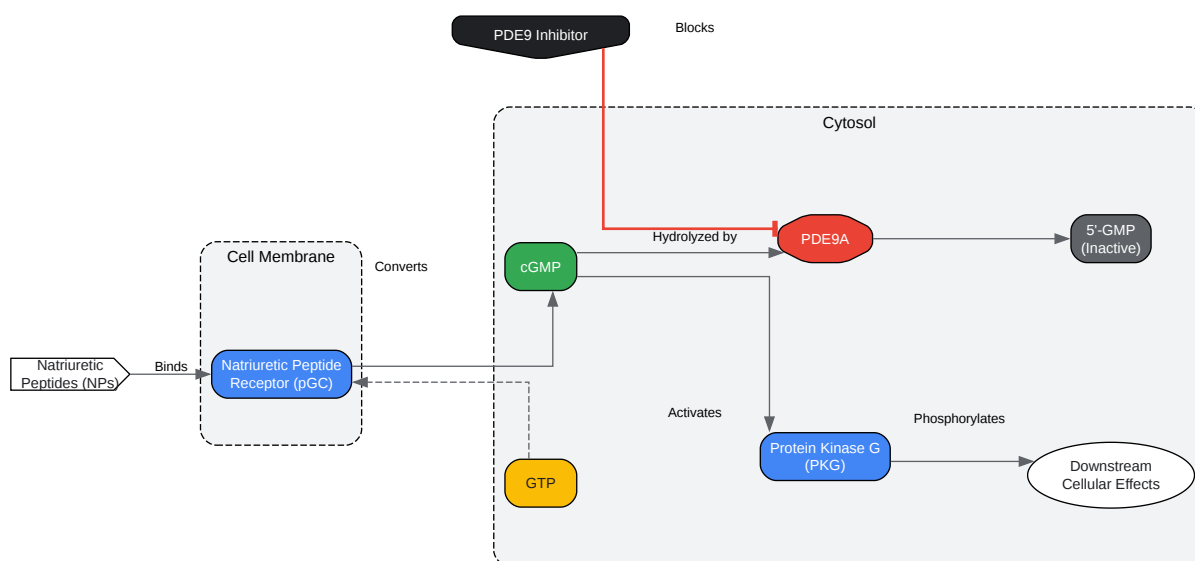 PDE9 Inhibitor
Blocks
Cytosol
Hydrolyzed by
PDE9A
5'-GMP
(Inactive)
Cell Membrane
Converts
cGMP
Natriuretic
Peptides (NPs)
Binds
Natriuretic Peptide
Receptor (pGC)
Activates
Phosphorylates
GTP
Protein Kinase G
(PKG)
Downstream
Cellular Effects